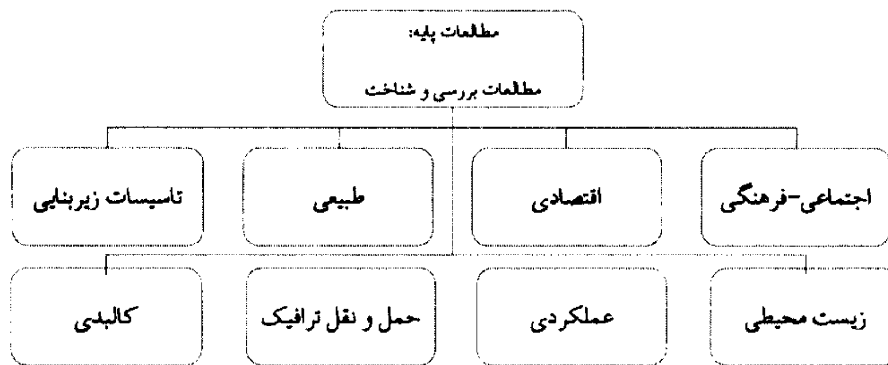 مطالعات پایه:
مطالعات بررسی و شناخت
اجتماعی-فرهنگی
اقتصادی
طبیعی
تاسیسات زیربنایی
زیست محیطی
عملکردی
حمل و نقل ترافیک
کالبدی